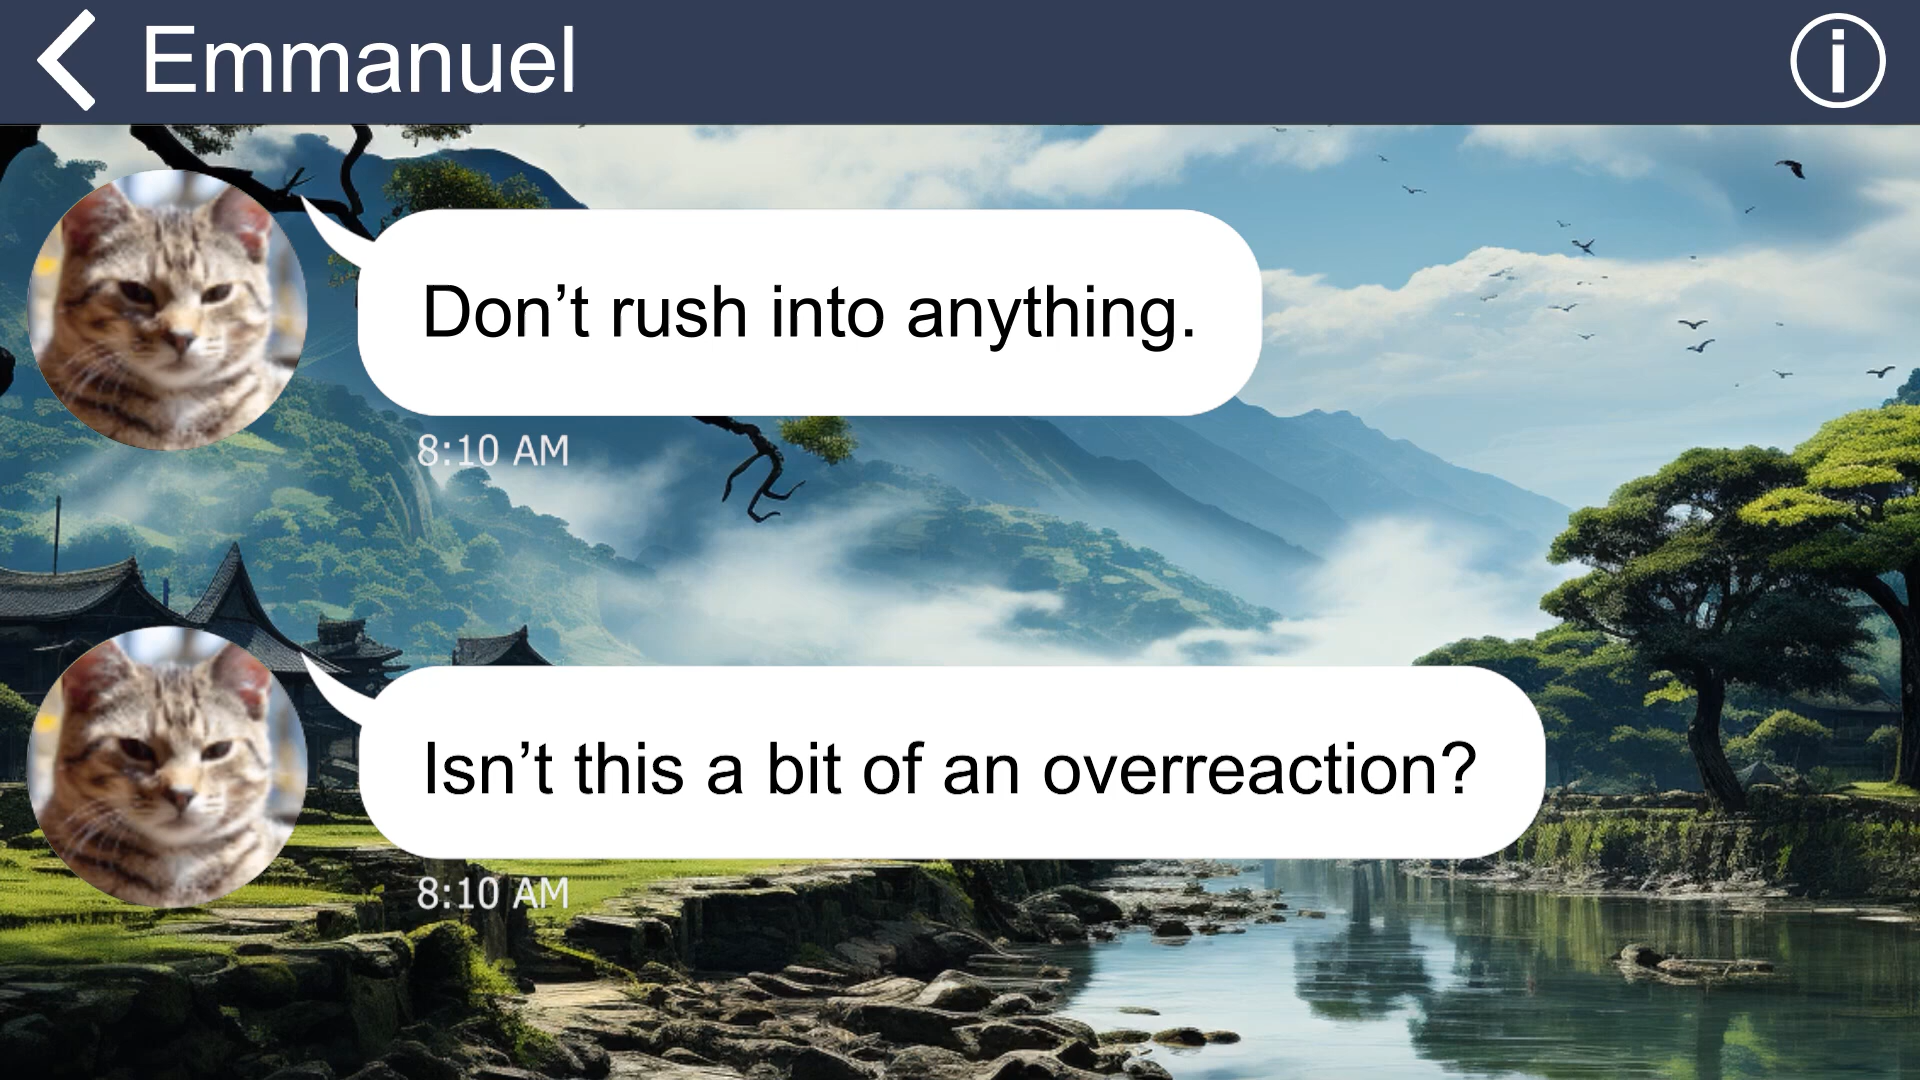 Emmanuel
Don’t rush into anything.
8:10 AM
Isn’t this a bit of an overreaction?
8:10 AM